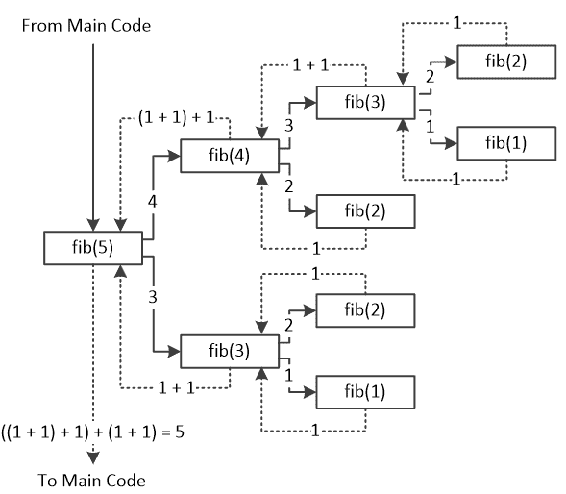 From Main Code
1
fib(2)
1 + 1
2
fib(3)
(1 + 1) + 1
3
1
fib(1)
fib(4)
2
1
4
fib(2)
fib(5)
1
1
3
fib(2)
2
fib(3)
1
1 + 1
fib(1)
1
((1 + 1) + 1) + (1 + 1) = 5
To Main Code